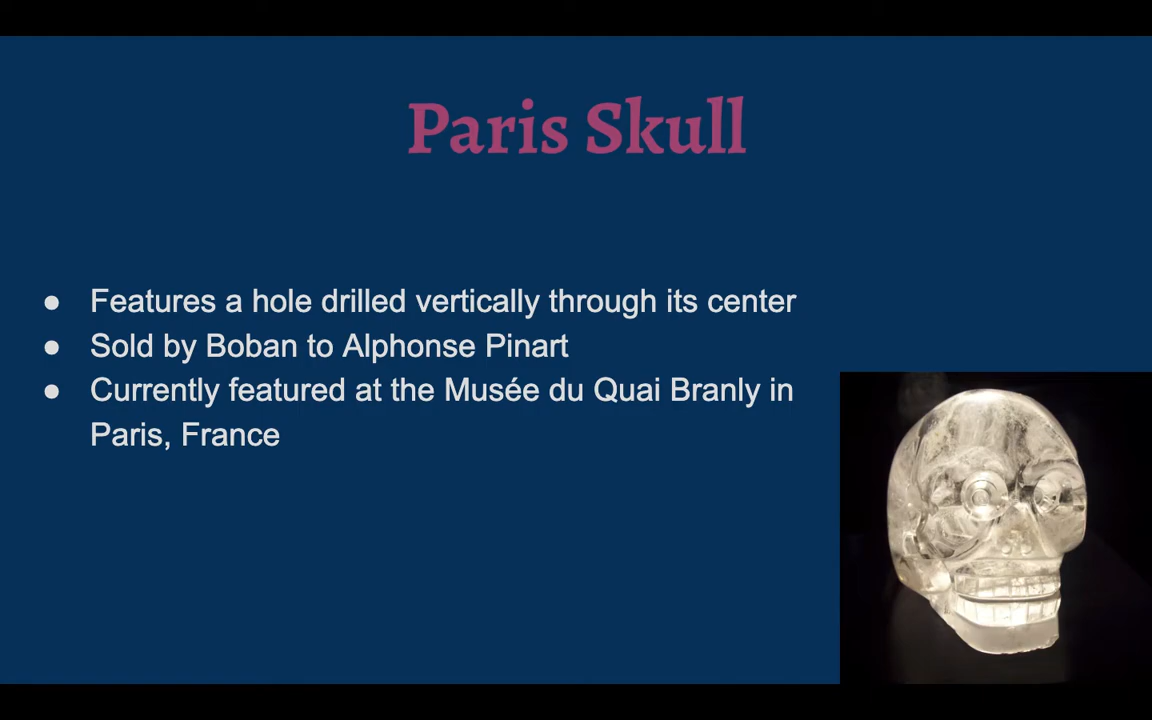 Paris Skull
● Features a hole drilled vertically through its center
● Sold by Boban to Alphonse Pinart
● Currently featured at the Musée du Quai Branly in
Paris, France